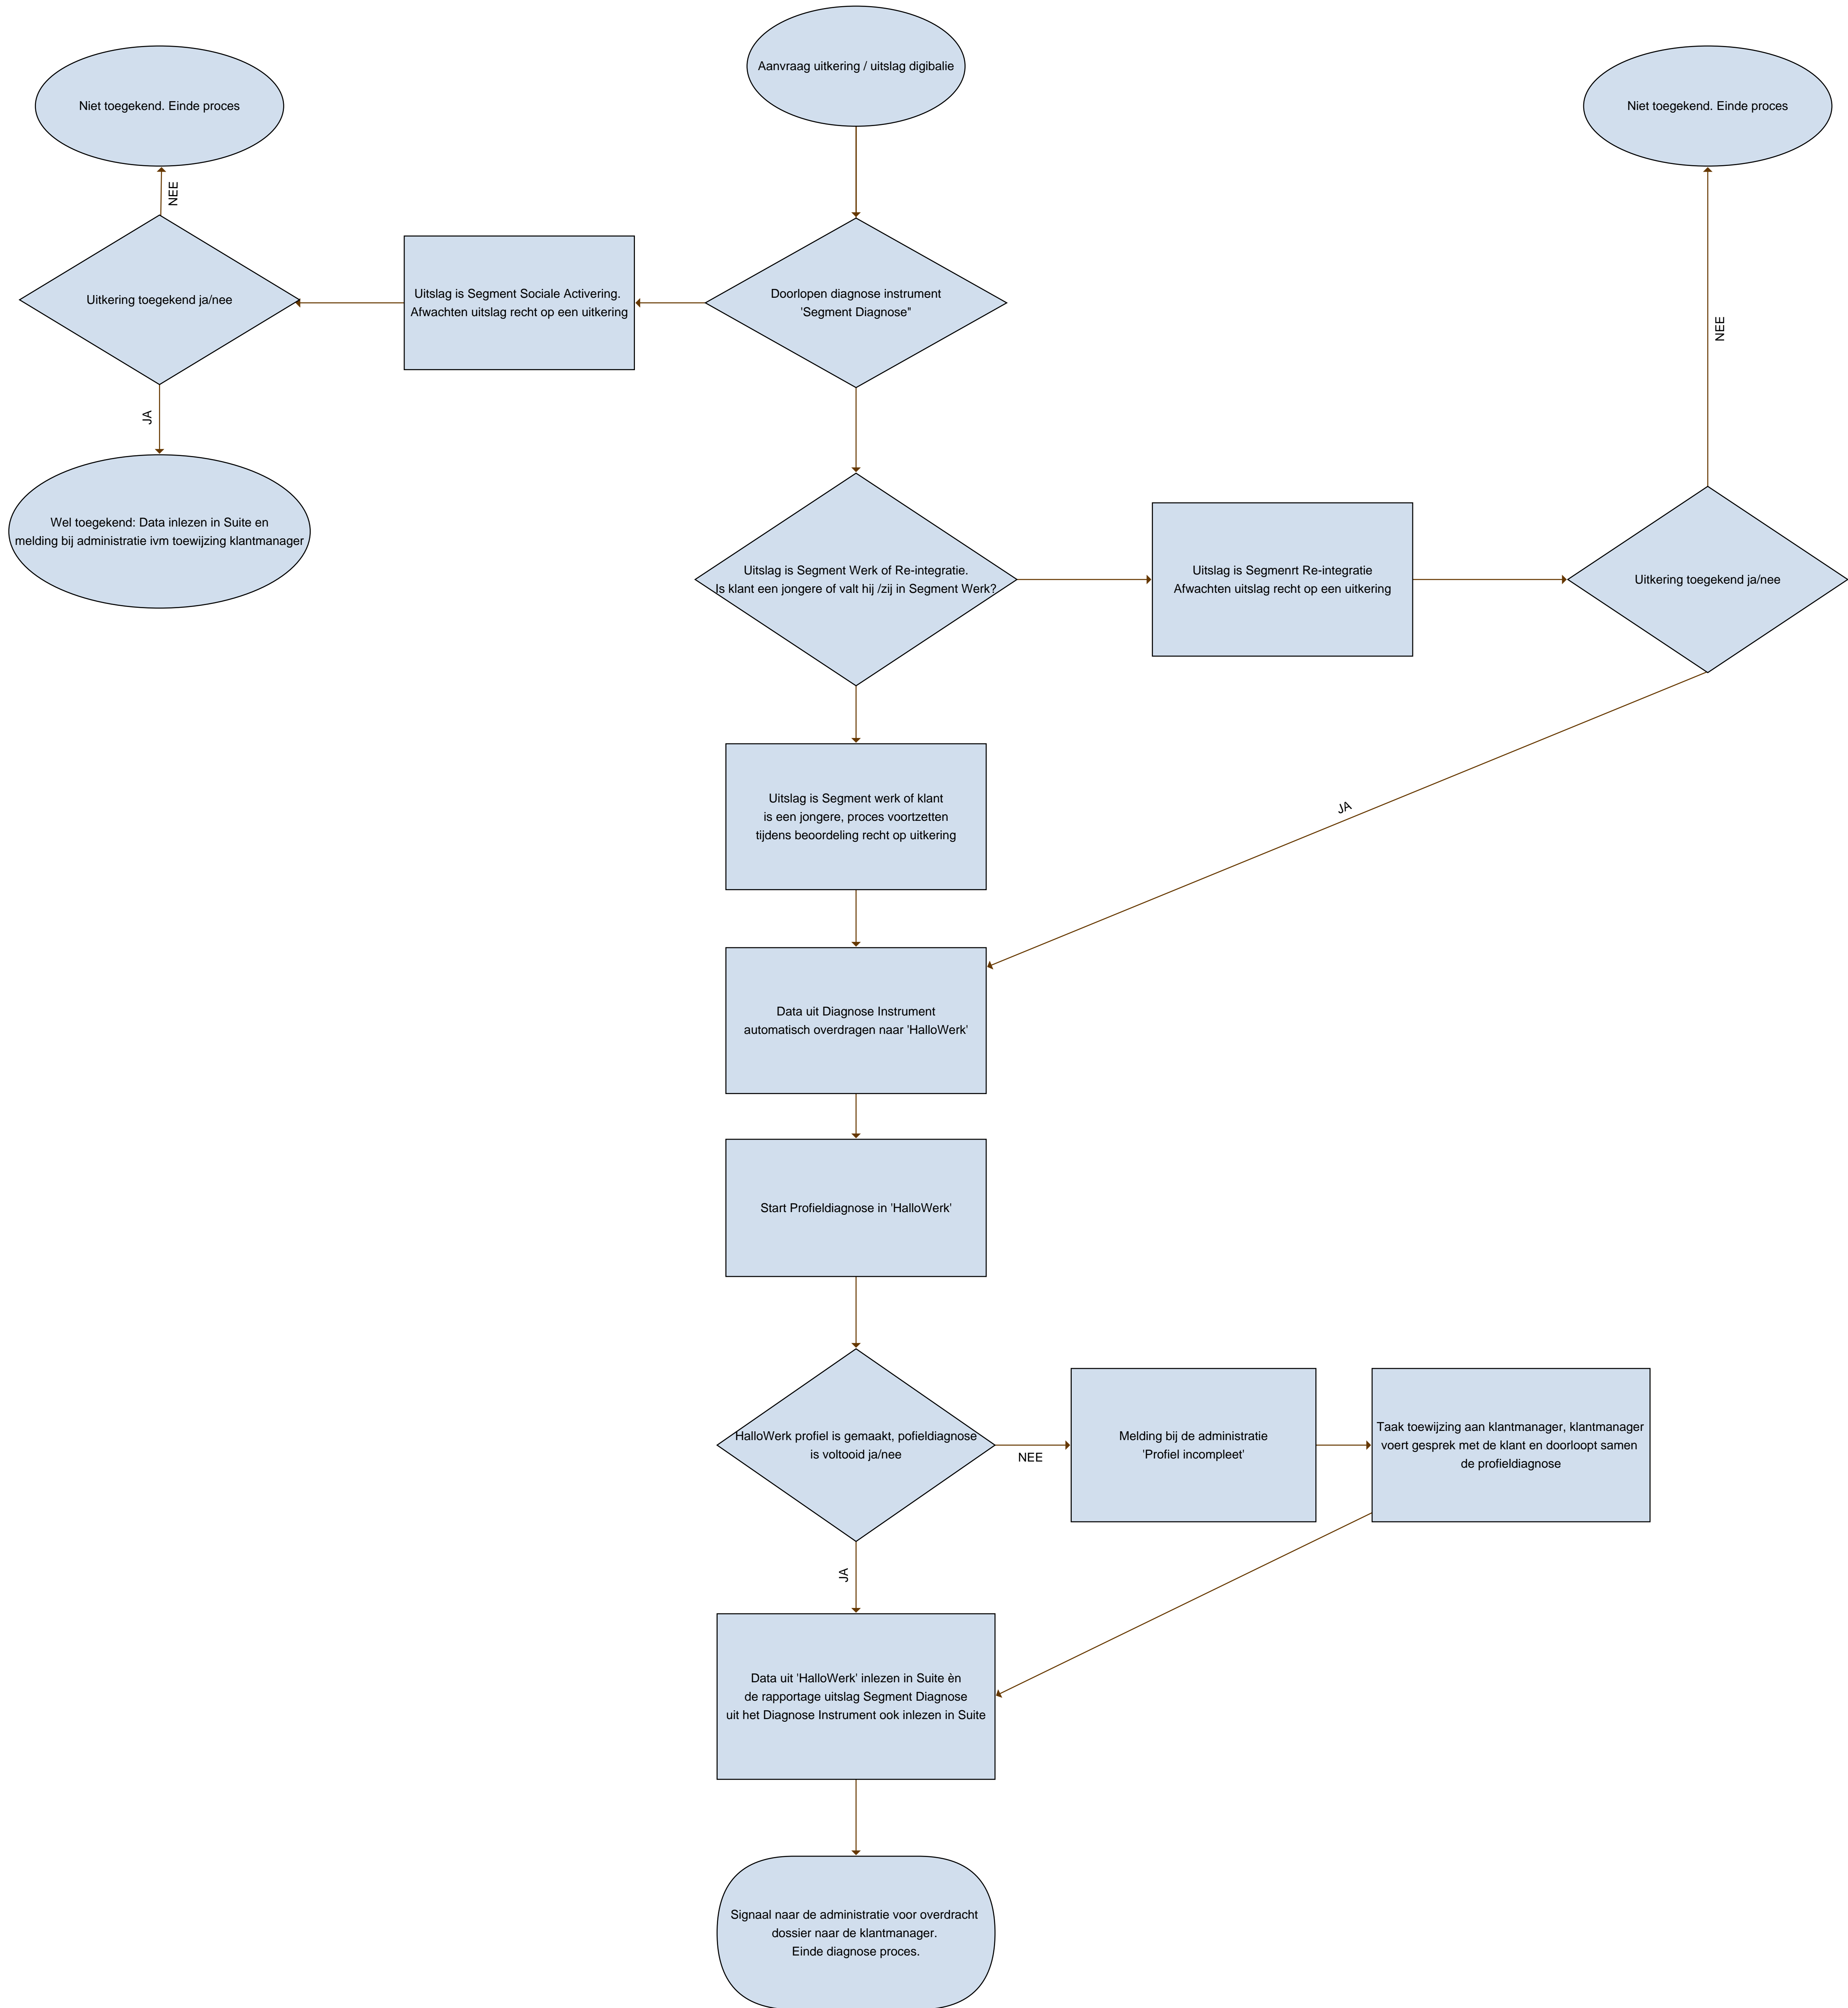 Aanvraag uitkering / uitslag digibalie
Niet toegekend. Einde proces
Niet toegekend. Einde proces
NEE
Uitkering toegekend ja/nee
Uitslag is Segment Sociale Activering.
Afwachten uitslag recht op een uitkering
Doorlopen diagnose instrument
'Segment Diagnose"
NEE
JA
Wel toegekend: Data inlezen in Suite en
melding bij administratie ivm toewijzing klantmanager
Uitslag is Segment Werk of Re-integratie.
Is klant een jongere of valt hij /zij in Segment Werk?
Uitslag is Segmenrt Re-integratie
Afwachten uitslag recht op een uitkering
Uitkering toegekend ja/nee
Uitslag is Segment werk of klant
is een jongere, proces voortzetten
tijdens beoordeling recht op uitkering
JA
Data uit Diagnose Instrument
automatisch overdragen naar 'HalloWerk'
Start Profieldiagnose in 'HalloWerk'
HalloWerk profiel is gemaakt, pofieldiagnose
is voltooid ja/nee
NEE
Melding bij de administratie
'Profiel incompleet'
Taak toewijzing aan klantmanager, klantmanager
voert gesprek met de klant en doorloopt samen
de profieldiagnose
JA
Data uit 'HalloWerk' inlezen in Suite èn
de rapportage uitslag Segment Diagnose
uit het Diagnose Instrument ook inlezen in Suite
Signaal naar de administratie voor overdracht
dossier naar de klantmanager.
Einde diagnose proces.